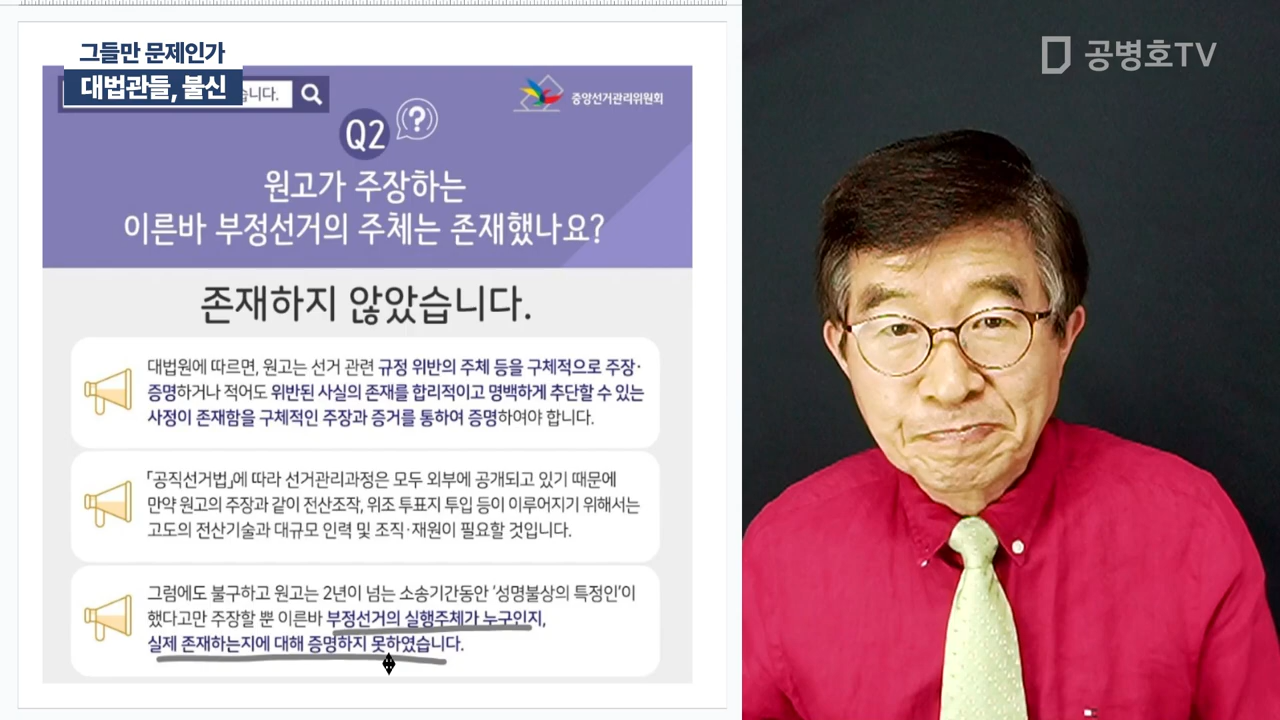 그들만 문제인가
대법관들, 불신
습니다.
중앙선거관리위원회
공병호TV
Q2
?
원고가 주장하는
이른바 부정선거의 주체는 존재했나요?
존재하지 않았습니다.
대법원에 따르면, 원고는 선거 관련 규정 위반의 주체 등을 구체적으로 주장·
증명하거나 적어도 위반된 사실의 존재를 합리적이고 명백하게 추단할 수 있는
사정이 존재함을 구체적인 주장과 증거를 통하여 증명하여야 합니다.
「공직선거법」에 따라 선거관리과정은 모두 외부에 공개되고 있기 때문에
만약 원고의 주장과 같이 전산조작, 위조 투표지 투입 등이 이루어지기 위해서는
고도의 전산기술과 대규모 인력 및 조직·재원이 필요할 것입니다.
그럼에도 불구하고 원고는 2년이 넘는 소송기간동안 ‘성명불상의 특정인’이
했다고만 주장할 뿐 이른바 부정선거의 실행주체가 누구인지,
실제 존재하는지에 대해 증명하지 못하였습니다.